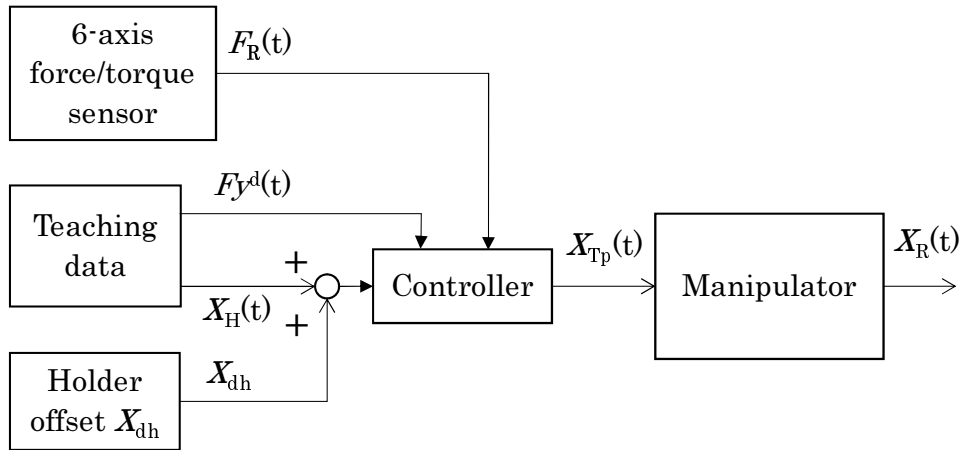 6-axis
force/torque
sensor
F_R(t)
Fy^d(t)
Teaching
data
+
X_H(t)
+
Controller
X_Tp(t)
Manipulator
X_R(t)
Holder
offset X_dh
X_dh